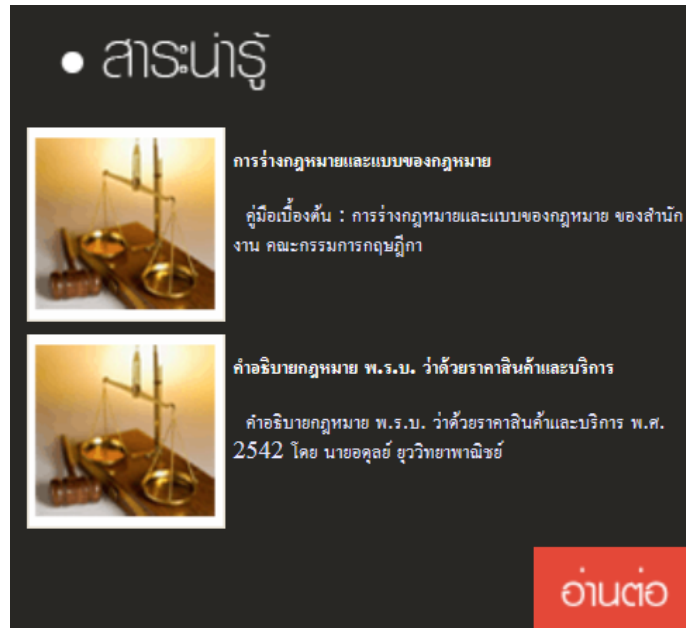 • สาระน่ารู้
การร่างกฎหมายและแบบของกฎหมาย
คู่มือเบื้องต้น : การร่างกฎหมายและแบบของกฎหมาย ของสำนัก
งาน คณะกรรมการกฤษฎีกา
คำอธิบายกฎหมาย พ.ร.บ. ว่าด้วยราคาสินค้าและบริการ
คำอธิบายกฎหมาย พ.ร.บ. ว่าด้วยราคาสินค้าและบริการ พ.ศ.
2542 โดย นายอดุลย์ ยุววิทยาพาณิชย์
อ่านต่อ